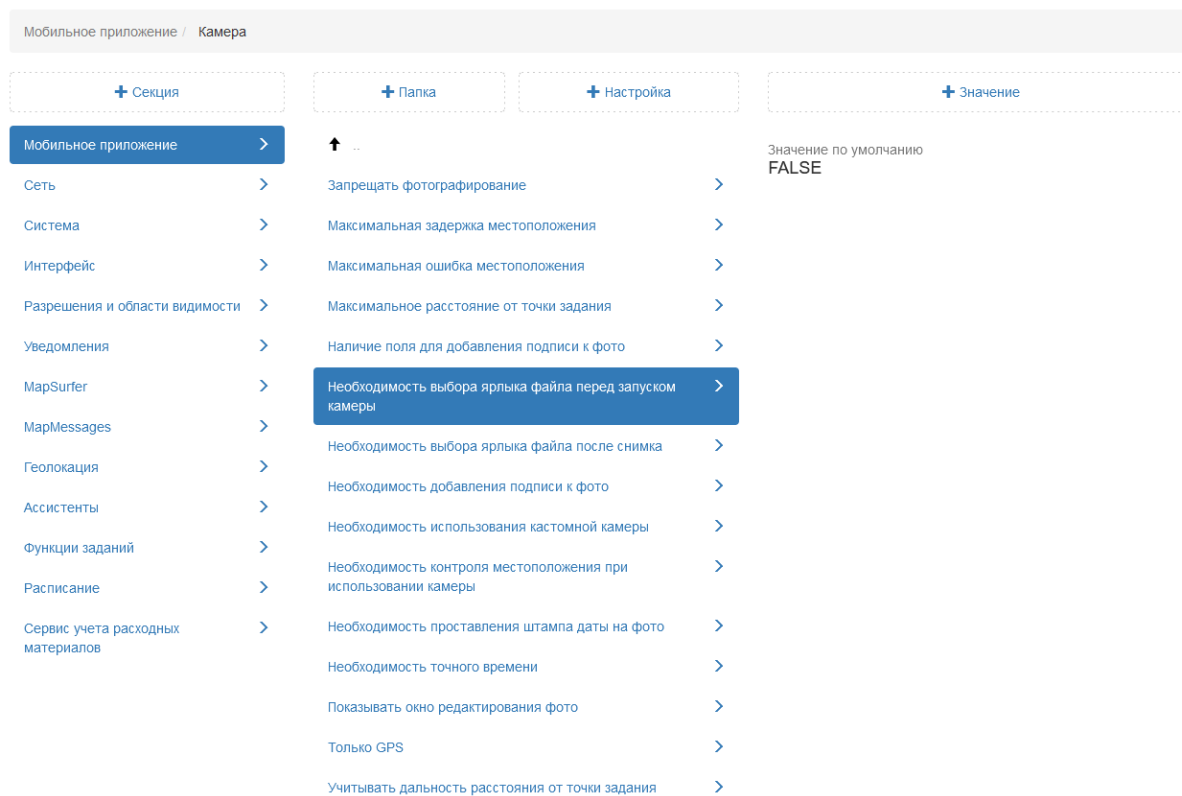 Мобильное приложение / Камера
+ Секция
+ Папка
+ Настройка
+ Значение
Мобильное приложение
Сеть
Система
Интерфейс
Разрешения и области видимости
Уведомления
MapSurfer
MapMessages
Геолокация
Ассистенты
Функции заданий
Расписание
Сервис учета расходных
материалов
..
Запрещать фотографирование
Максимальная задержка местоположения
Максимальная ошибка местоположения
Максимальное расстояние от точки задания
Наличие поля для добавления подписи к фото
Необходимость выбора ярлыка файла перед запуском
камеры
Необходимость выбора ярлыка файла после снимка
Необходимость добавления подписи к фото
Необходимость использования кастомной камеры
Необходимость контроля местоположения при
использовании камеры
Необходимость проставления штампа даты на фото
Необходимость точного времени
Показывать окно редактирования фото
Только GPS
Учитывать дальность расстояния от точки задания
Значение по умолчанию
FALSE